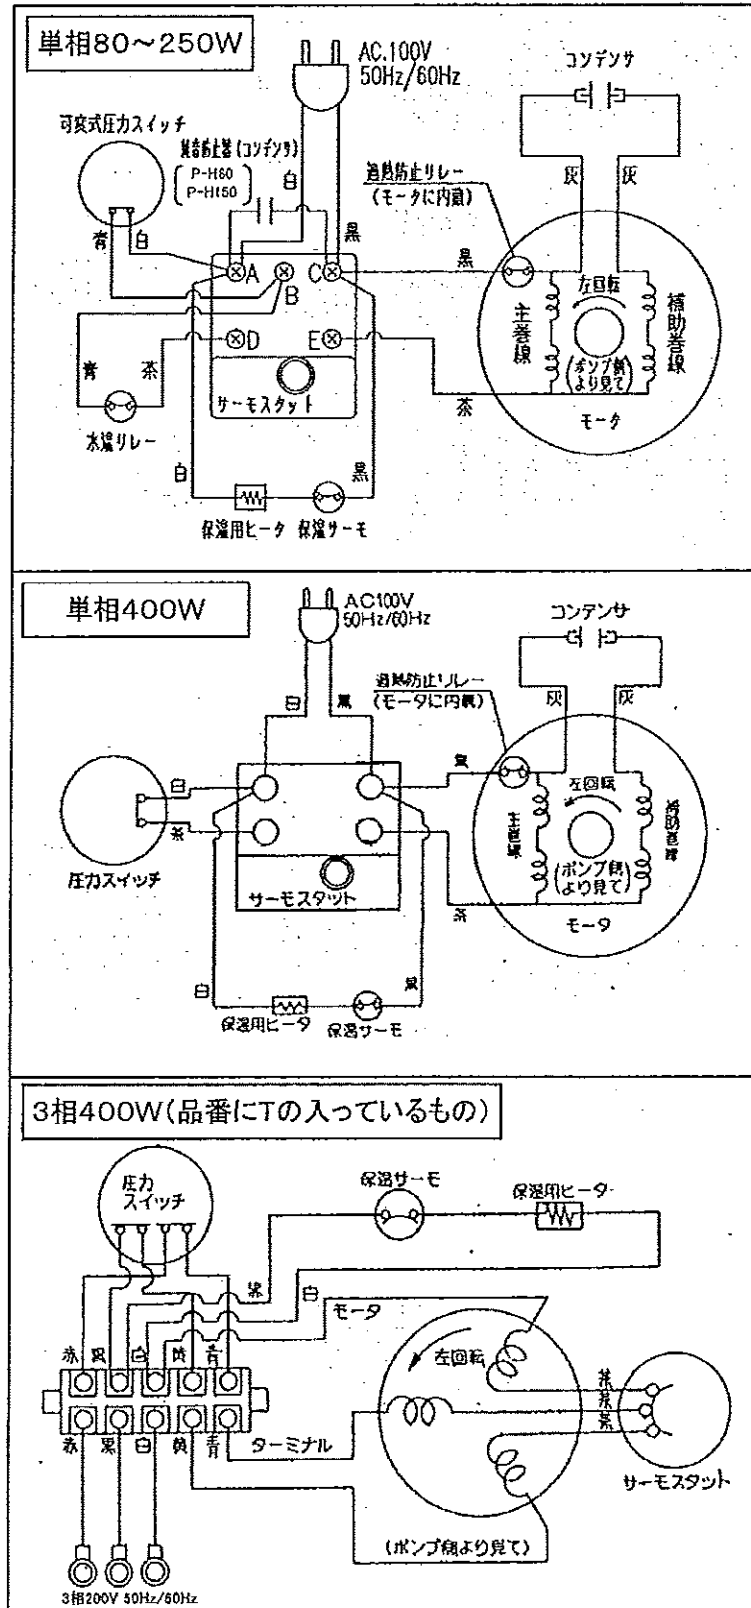 単相80～250W
AC.100V
50Hz/60Hz
コンデンサ
可変式圧力スイッチ
雑音防止器(コンデンサ)
P-H60
P-H150
白
過熱防止リレー
(モータに内蔵)
灰
灰
青
白
黒
黒
A
B
C
D
E
左回転
主巻線
補助巻線
(ポンプ側
より見て)
モータ
青
茶
サーモスタット
茶
水温リレー
白
黒
保温用ヒータ
保温サーモ
単相400W
AC100V
50Hz/60Hz
コンデンサ
過熱防止リレー
(モータに内蔵)
白
黒
灰
灰
白
茶
黒
左回転
主巻線
補助巻線
(ポンプ側
より見て)
モータ
圧力スイッチ
サーモスタット
茶
白
黒
保温用ヒータ
保温サーモ
3相400W(品番にTの入っているもの)
圧力
スイッチ
保温サーモ
保温用ヒータ
黒
白
モータ
赤
黒
白
黄
青
左回転
茶
茶
茶
赤
黒
白
黄
青
ターミナル
サーモスタット
(ポンプ側より見て)
3相200V 50Hz/60Hz